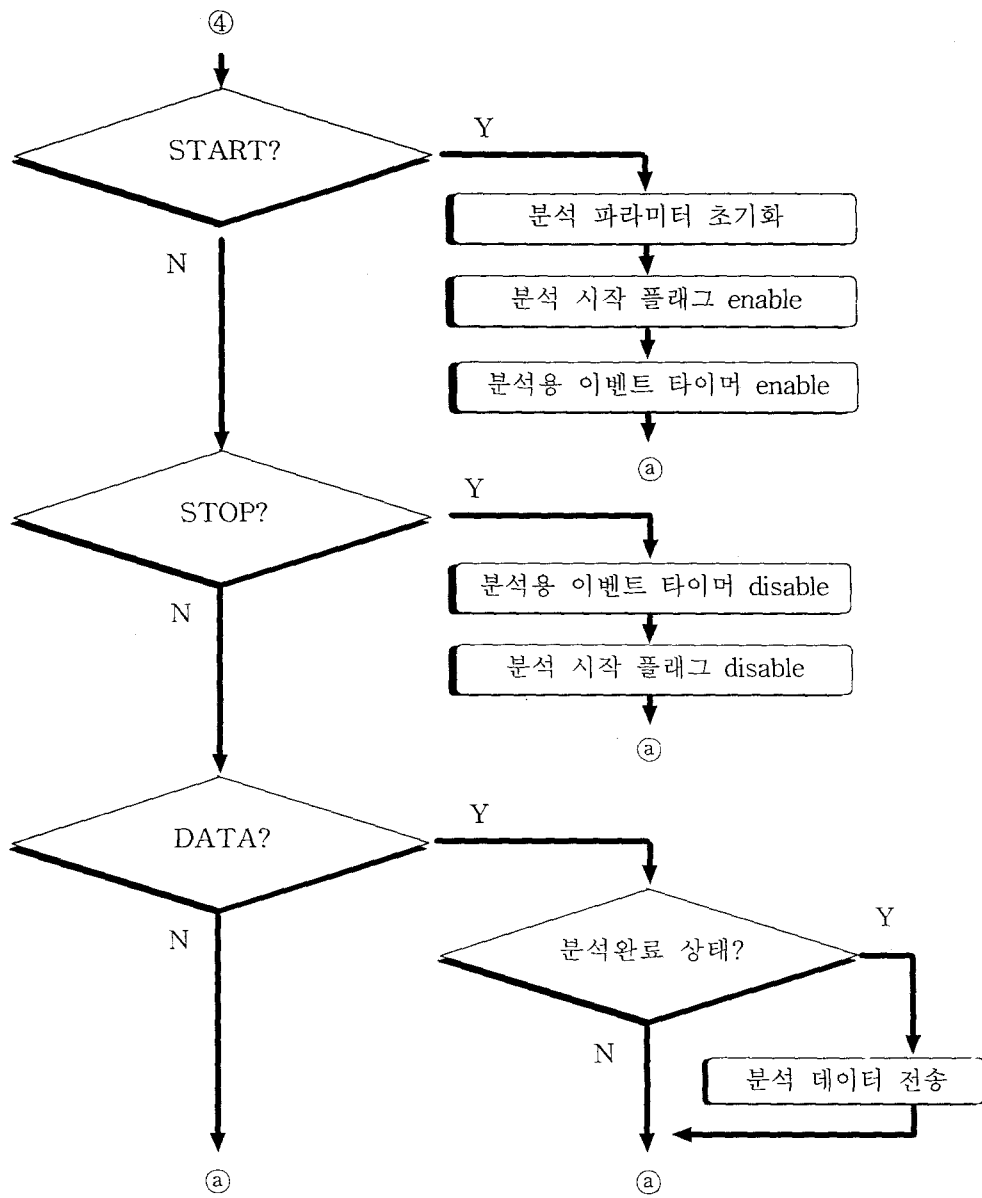 ④
START?
Y
분석 파라미터 초기화
N
분석 시작 플래그 enable
분석용 이벤트 타이머 enable
ⓐ
STOP?
Y
분석용 이벤트 타이머 disable
N
분석 시작 플래그 disable
ⓐ
DATA?
Y
N
분석완료 상태?
Y
N
분석 데이터 전송
ⓐ
ⓐ